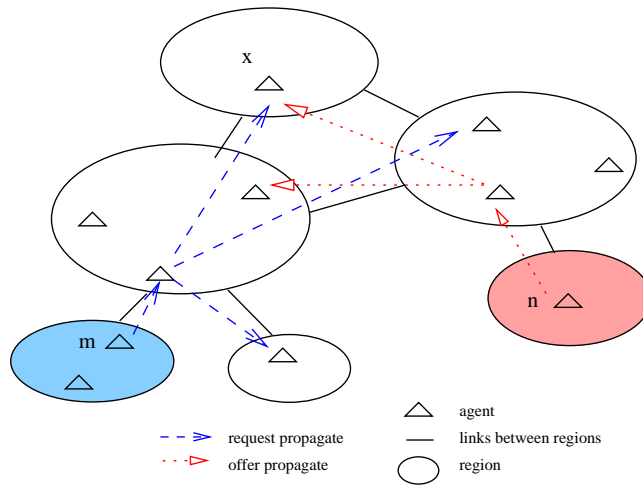 x
n
m
agent
request propagate
links between regions
offer propagate
region